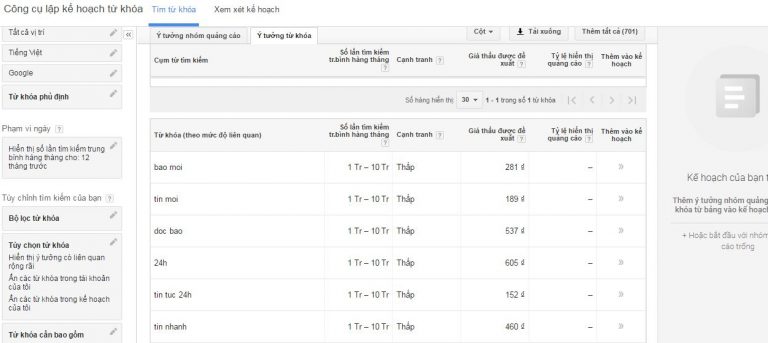 Công cụ lập kế hoạch từ khóa Tìm từ khóa Xem xét kế hoạch
Tất cả vị trí
Tiếng Việt
Google
Từ khóa phủ định
Phạm vi ngày ?
Hiển thị số lần tìm kiếm trung
bình hàng tháng cho: 12
tháng trước
Tùy chỉnh tìm kiếm của bạn ?
Bộ lọc từ khóa
Tùy chọn từ khóa
Hiển thị ý tưởng có liên quan
rộng rãi
Ẩn các từ khóa trong tài khoản
của tôi
Ẩn các từ khóa trong kế hoạch
của tôi
Từ khóa cần bao gồm
«
Ý tưởng nhóm quảng cáo Ý tưởng từ khóa Cột Tải xuống Thêm tất cả (701)
Cụm từ tìm kiếm
Số lần tìm kiếm
tr.bình hàng tháng
?
Cạnh tranh ?
Giá thầu được đề
xuất ?
Tỷ lệ hiển thị
quảng cáo ?
Thêm vào kế
hoạch
Số hàng hiển thị 30 1 - 1 trong số 1 từ khóa
Từ khóa (theo mức độ liên quan)
Số lần tìm kiếm
tr.bình hàng tháng
?
Cạnh tranh ?
Giá thầu được đề
xuất ?
Tỷ lệ hiển thị
quảng cáo ?
Thêm vào kế
hoạch
bao moi 1 Tr – 10 Tr Thấp 281 ₫ – »
tin moi 1 Tr – 10 Tr Thấp 189 ₫ – »
doc bao 1 Tr – 10 Tr Thấp 537 ₫ – »
24h 1 Tr – 10 Tr Thấp 605 ₫ – »
tin tuc 24h 1 Tr – 10 Tr Thấp 152 ₫ – »
tin nhanh 1 Tr – 10 Tr Thấp 460 ₫ – »
Kế hoạch của bạn t
Thêm ý tưởng nhóm quảng
khóa từ bảng vào kế hoạch
+ Hoặc bắt đầu với nhóm
cáo trống